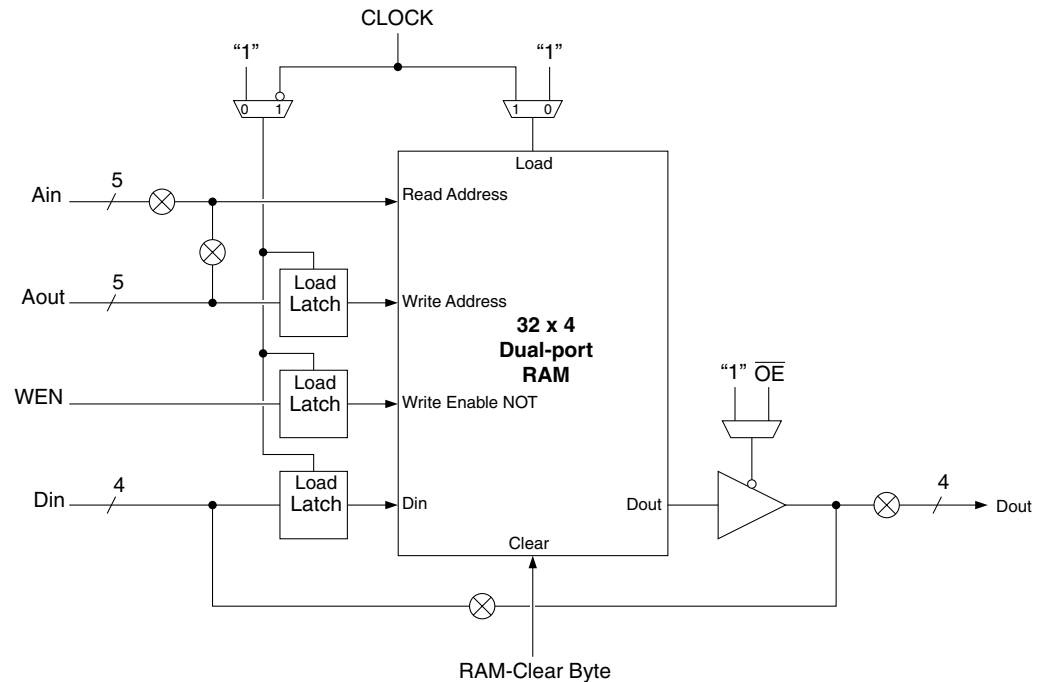 CLOCK
“1”
“1”
0 1
1 0
Load
Ain
5
Read Address
Load
Latch
Aout
5
Write Address
32 x 4
Dual-port
RAM
“1” OE
Load
Latch
WEN
Write Enable NOT
Load
Latch
Din
4
Din
Dout
4
Dout
Clear
RAM-Clear Byte